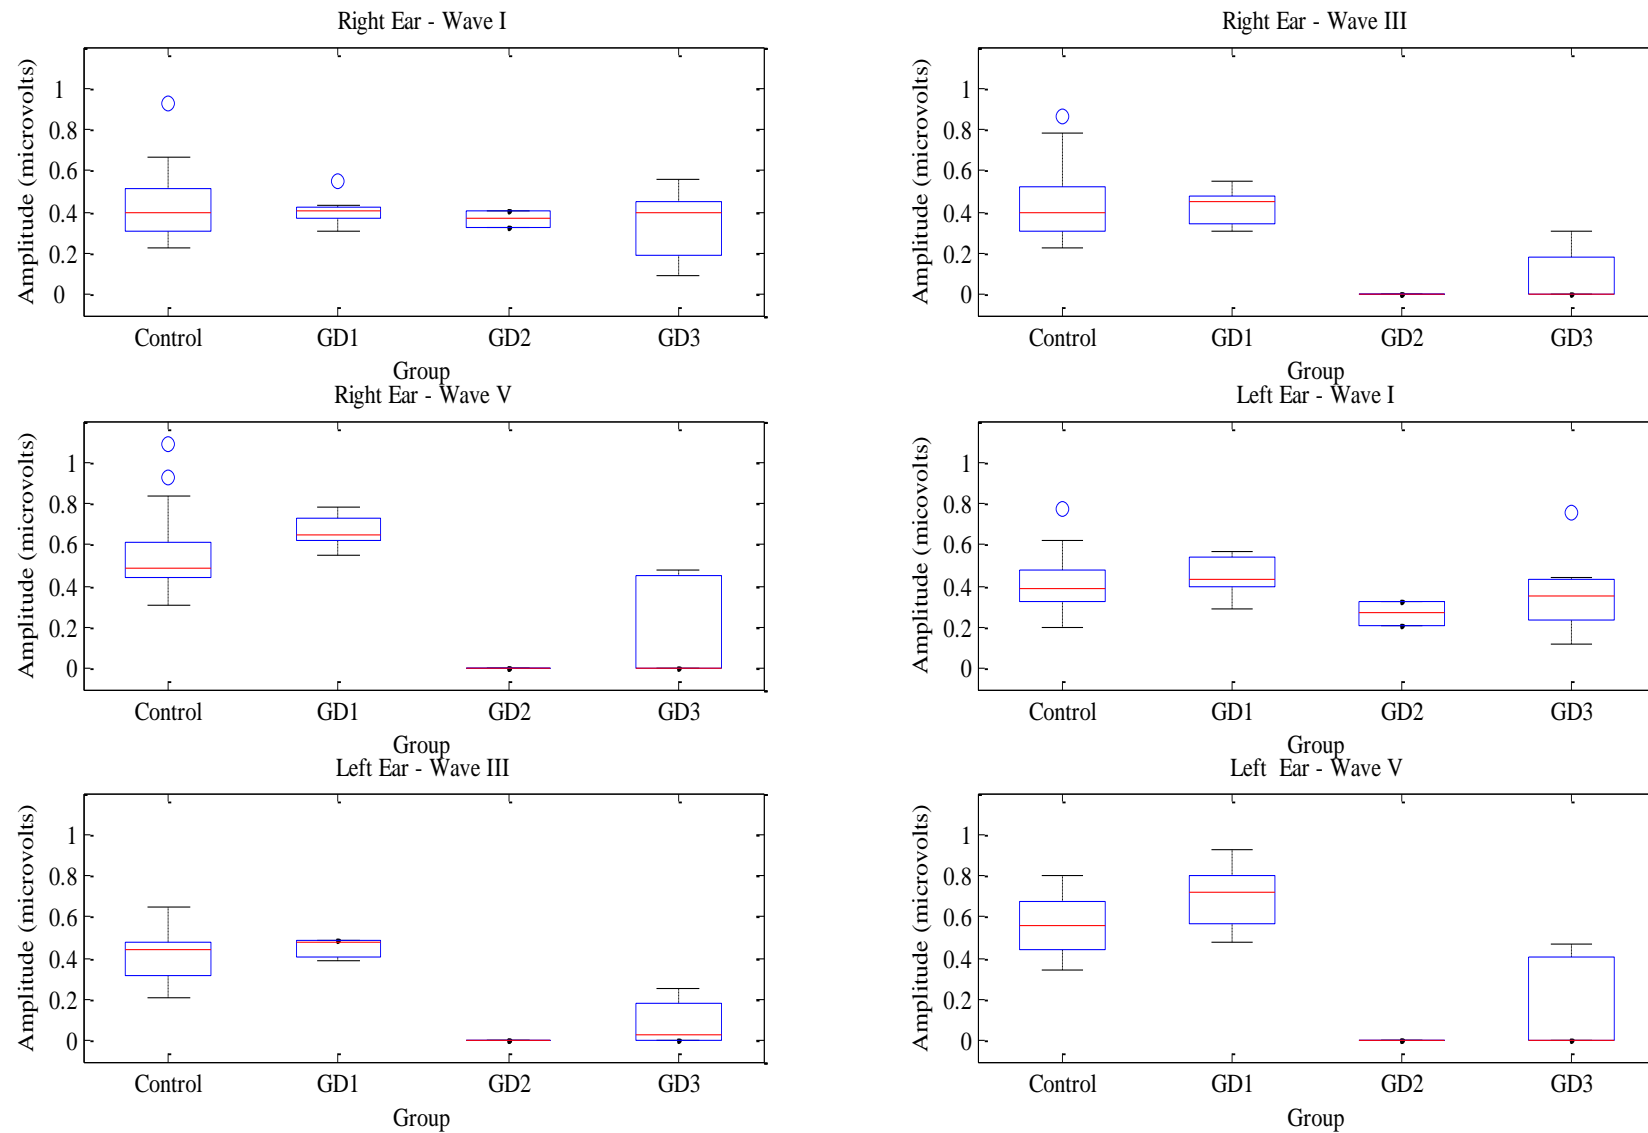 Right Ear - Wave I
Amplitude (microvolts)
1
0.8
0.6
0.4
0.2
0
Control GD1 GD2 GD3
Group
Right Ear - Wave III
Amplitude (microvolts)
1
0.8
0.6
0.4
0.2
0
Control GD1 GD2 GD3
Group
Right Ear - Wave V
Amplitude (microvolts)
1
0.8
0.6
0.4
0.2
0
Control GD1 GD2 GD3
Group
Left Ear - Wave I
Amplitude (micovolts)
1
0.8
0.6
0.4
0.2
0
Control GD1 GD2 GD3
Group
Left Ear - Wave III
Amplitude (microvolts)
1
0.8
0.6
0.4
0.2
0
Control GD1 GD2 GD3
Group
Left  Ear - Wave V
Amplitude (microvolts)
1
0.8
0.6
0.4
0.2
0
Control GD1 GD2 GD3
Group